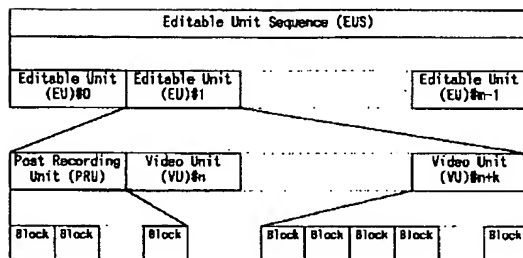 Editable Unit Sequence (EUS)
Editable Unit Editable Unit Editable Unit
(EU)#0 (EU)#1 (EU)#m-1
Post Recording Video Unit Video Unit
Unit (PRU) (VU)#n (VU)#n+k
Block Block Block Block Block Block Block Block